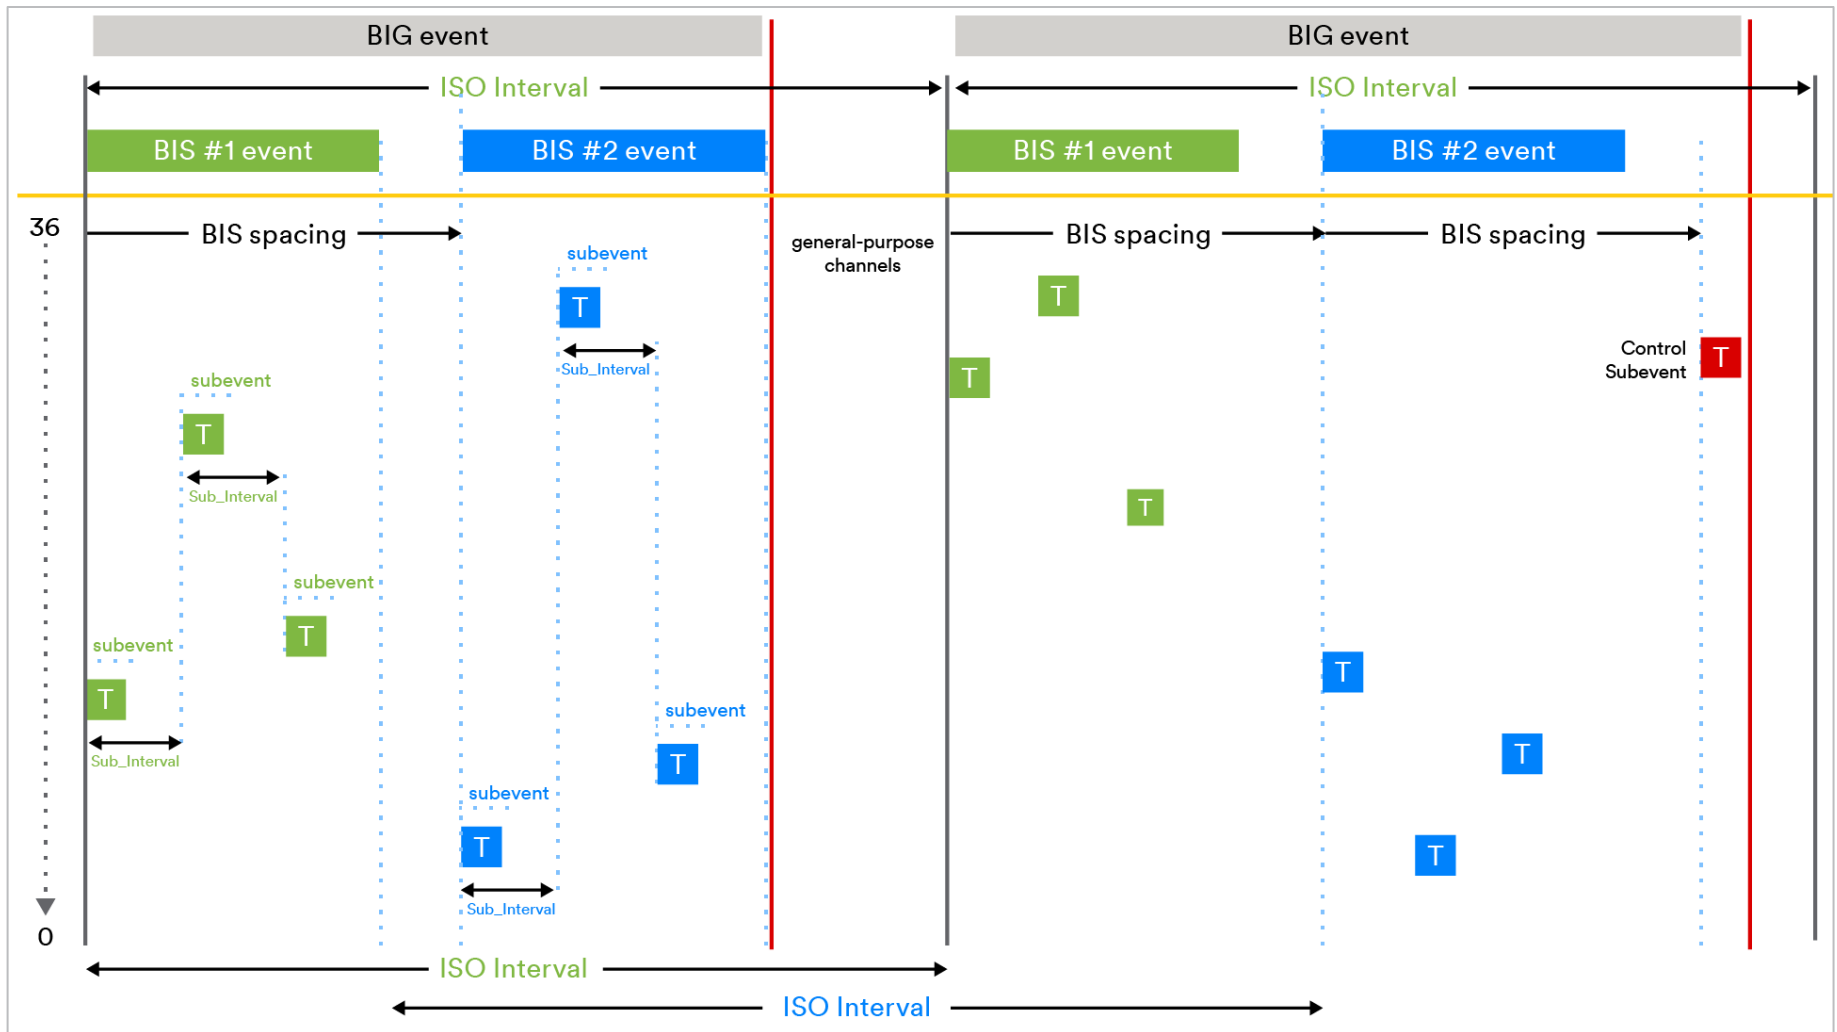 BIG event
BIG event
ISO Interval
ISO Interval
BIS #1 event
BIS #2 event
BIS #1 event
BIS #2 event
36
BIS spacing
general-purpose
channels
BIS spacing
BIS spacing
subevent
T
Sub_Interval
T
T
Control
Subevent
T
subevent
T
Sub_Interval
T
subevent
T
subevent
T
Sub_Interval
T
subevent
T
T
subevent
T
Sub_Interval
T
0
ISO Interval
ISO Interval